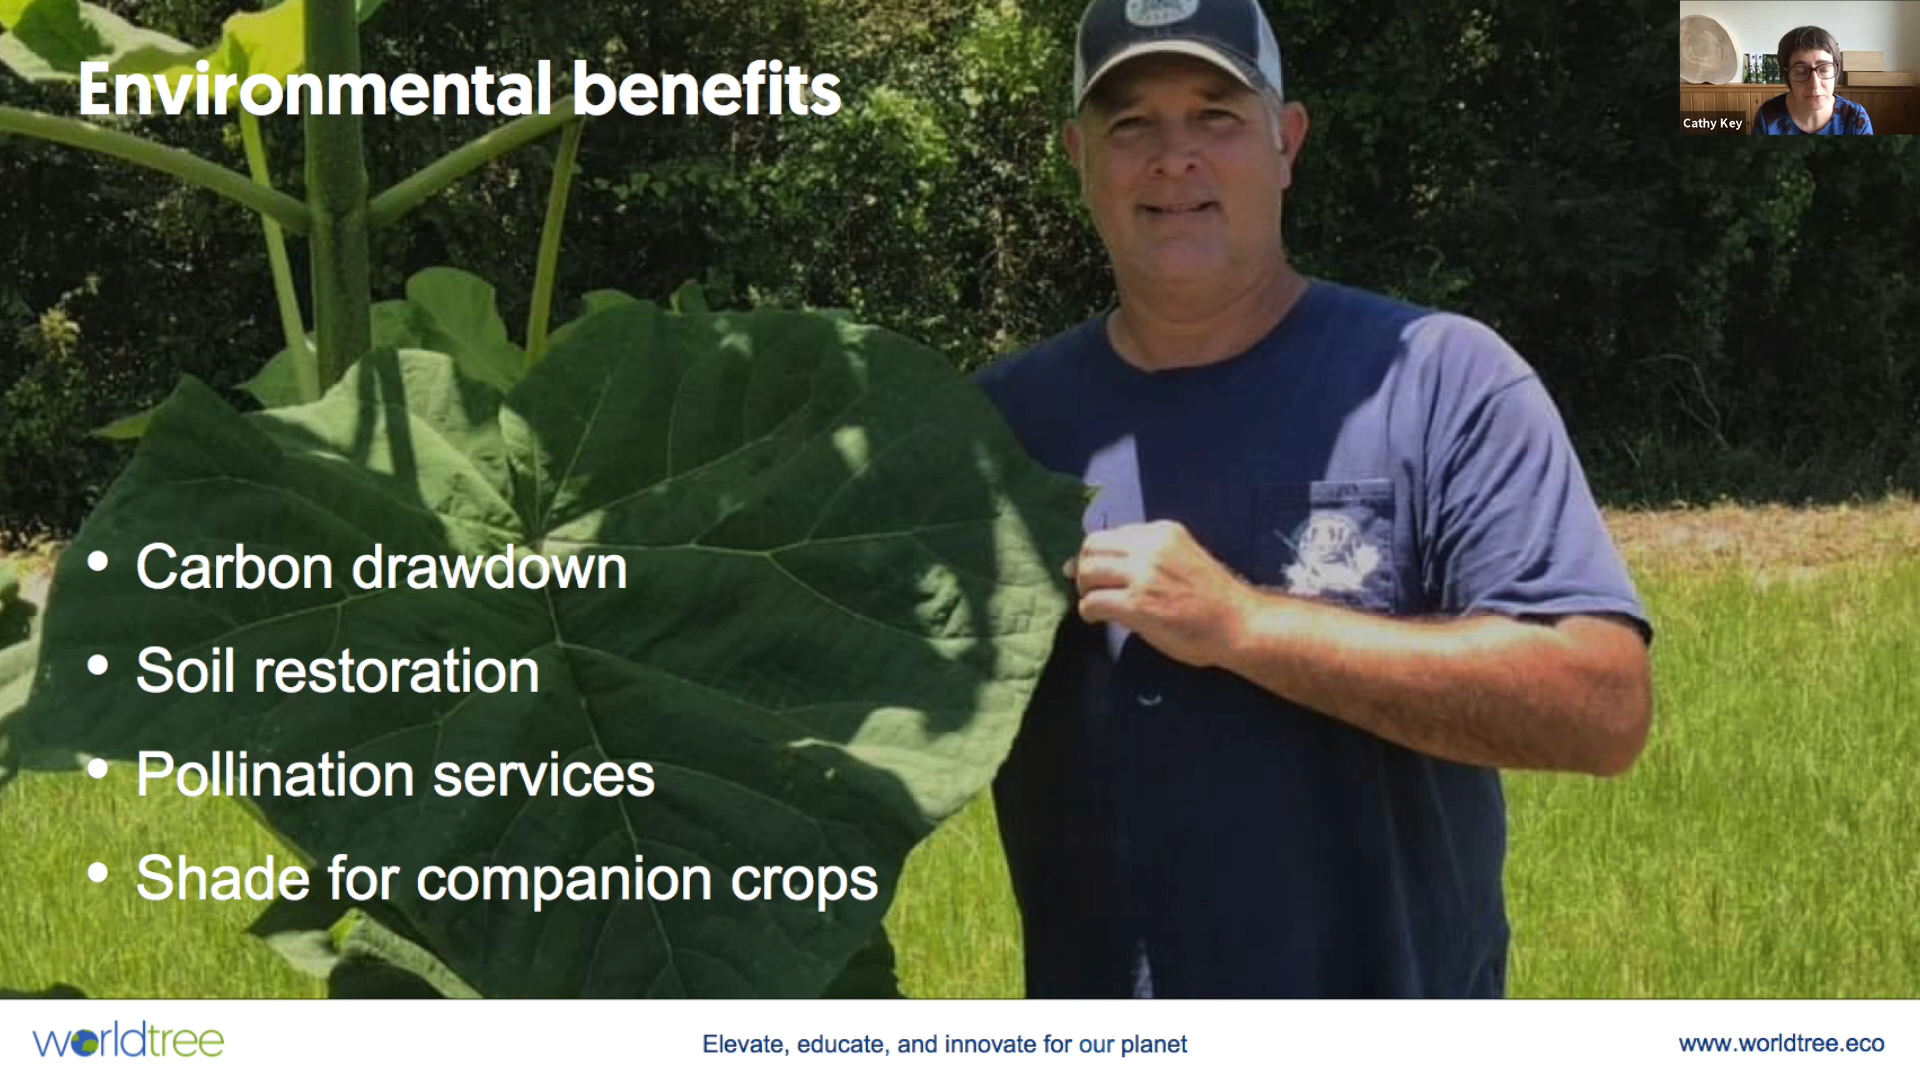 Environmental benefits
Cathy Key
• Carbon drawdown
• Soil restoration
• Pollination services
• Shade for companion crops
worldtree
Elevate, educate, and innovate for our planet
www.worldtree.eco